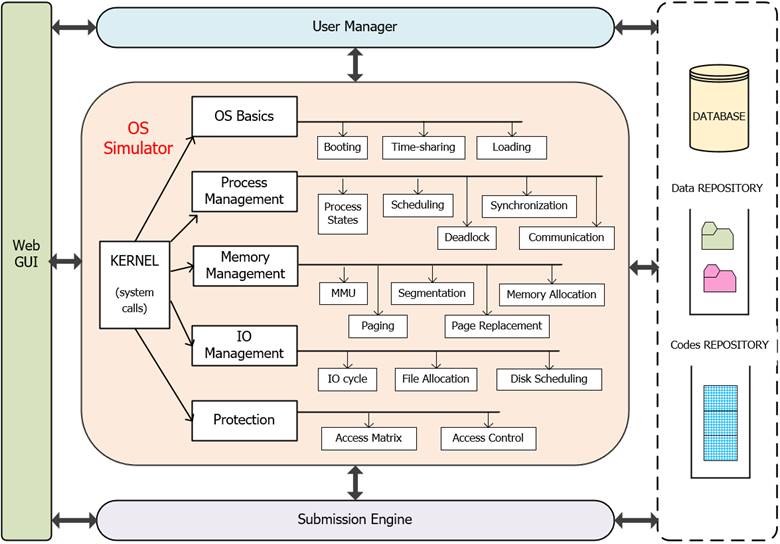 User Manager
OS
Simulator
OS Basics
Booting
Time-sharing
Loading
Process
Management
Process
States
Scheduling
Synchronization
Deadlock
Communication
Web
GUI
KERNEL
(system
calls)
Memory
Management
MMU
Segmentation
Memory Allocation
Paging
Page Replacement
IO
Management
IO cycle
File Allocation
Disk Scheduling
Protection
Access Matrix
Access Control
Submission Engine
DATABASE
Data REPOSITORY
Codes REPOSITORY